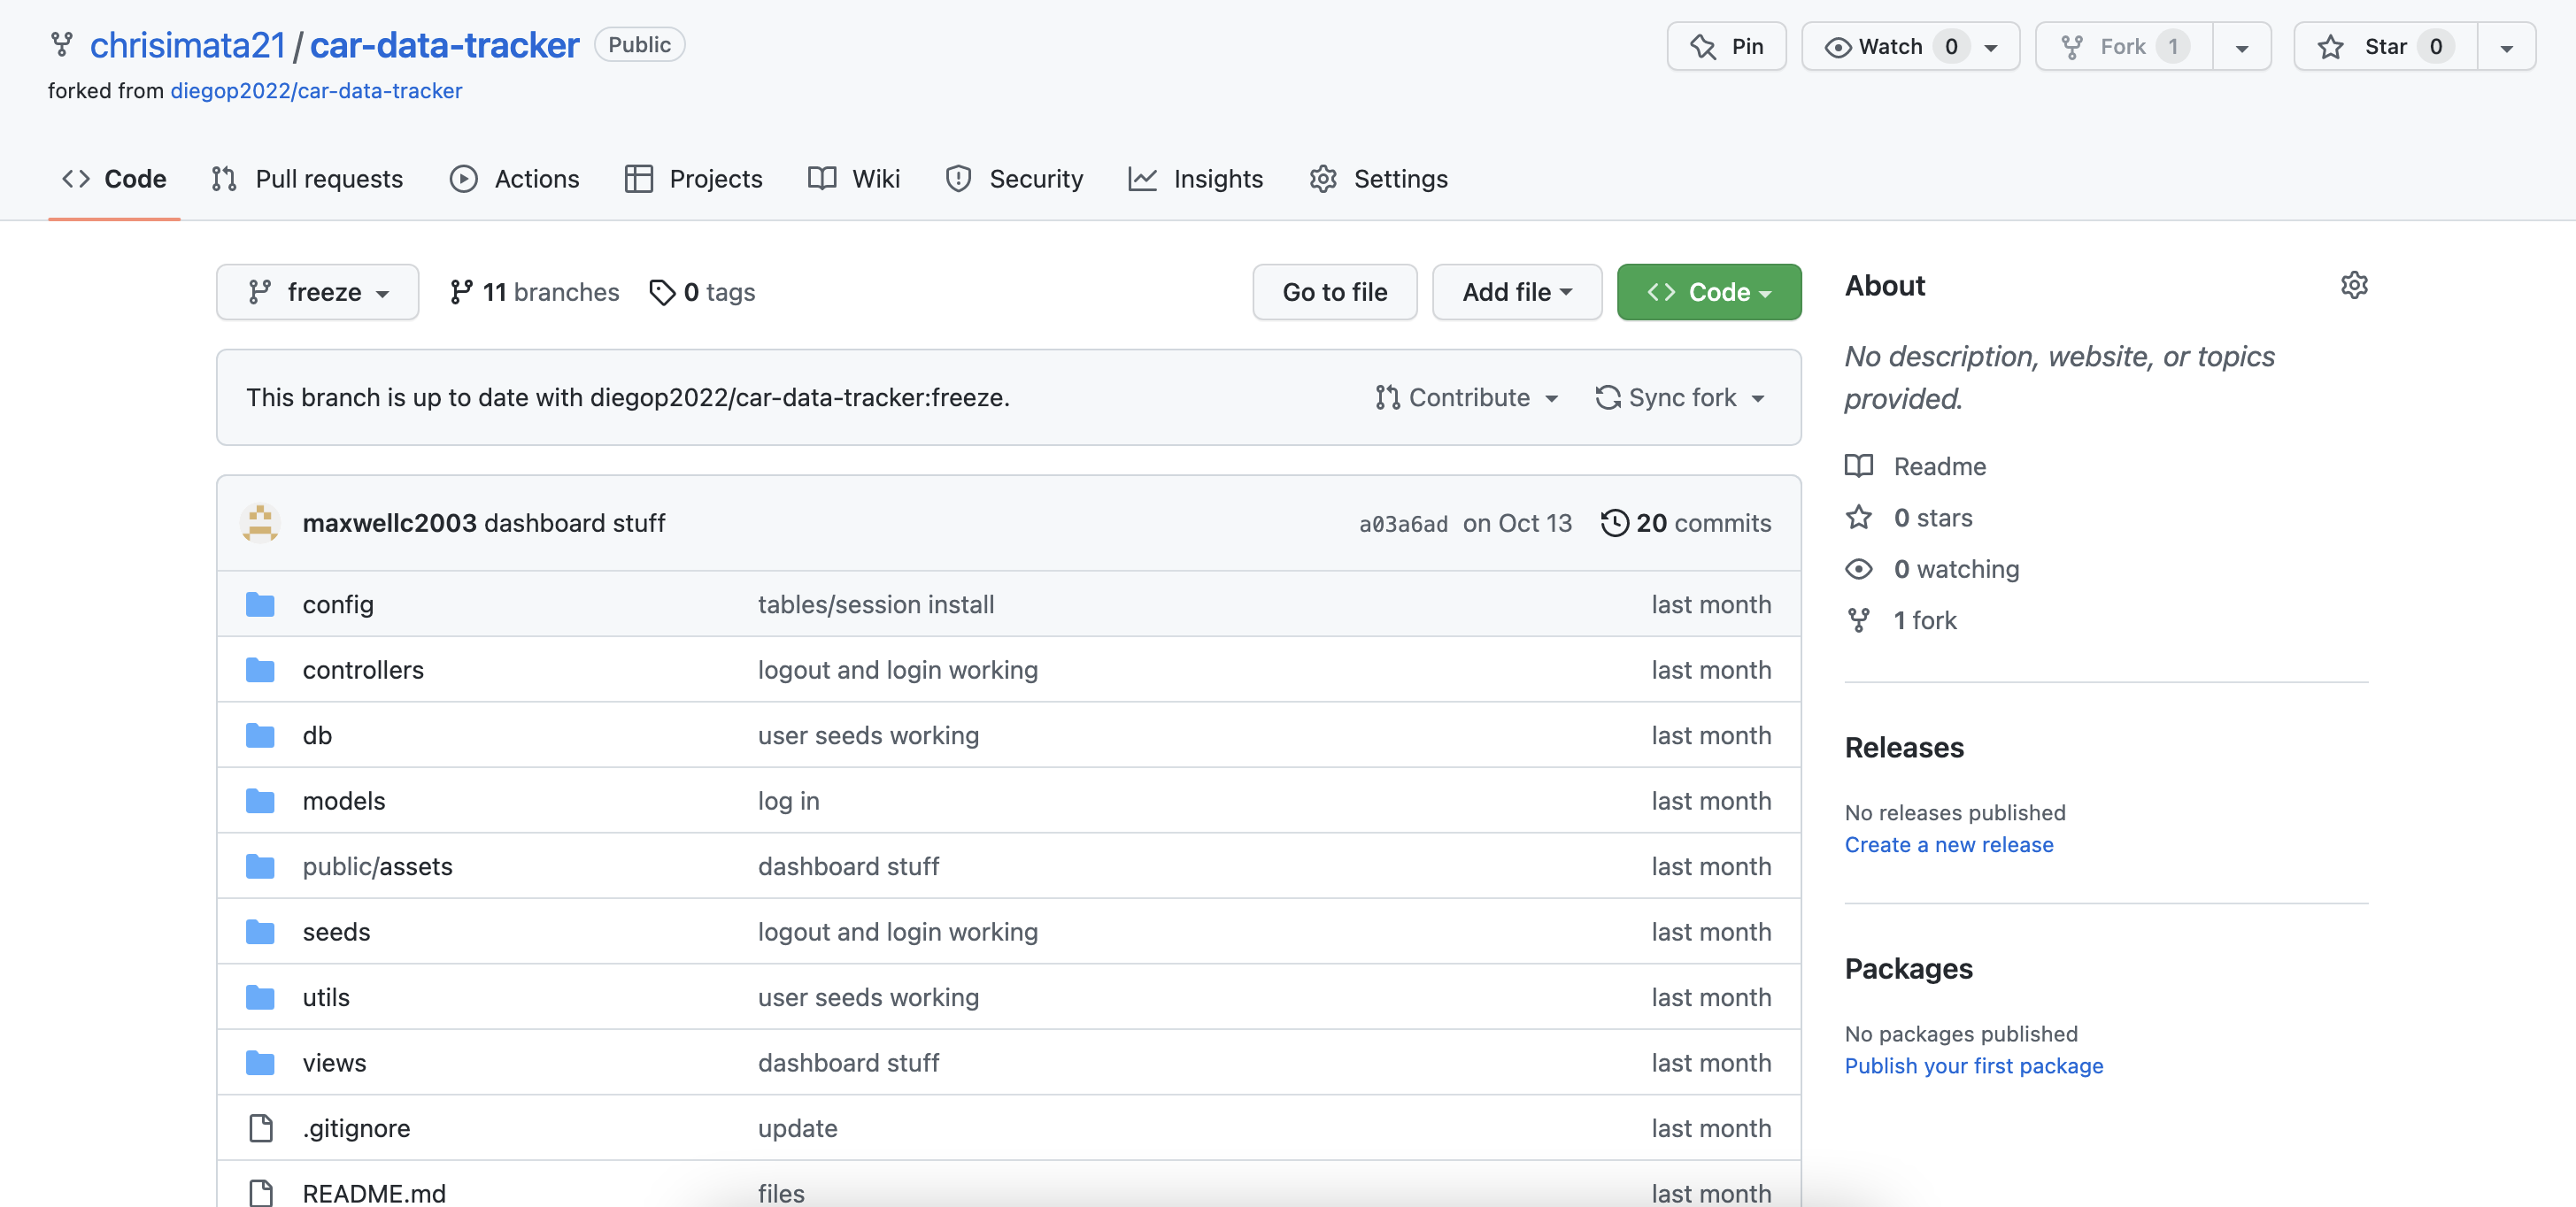 chrisimata21 / car-data-tracker Public
Pin Watch 0 Fork 1 Star 0
forked from diegop2022/car-data-tracker
Code Pull requests Actions Projects Wiki Security Insights Settings
freeze 11 branches 0 tags Go to file Add file Code
This branch is up to date with diegop2022/car-data-tracker:freeze. Contribute Sync fork
maxwellc2003 dashboard stuff a03a6ad on Oct 13 20 commits
config tables/session install last month
controllers logout and login working last month
db user seeds working last month
models log in last month
public/assets dashboard stuff last month
seeds logout and login working last month
utils user seeds working last month
views dashboard stuff last month
.gitignore update last month
README.md files last month
About
No description, website, or topics
provided.
Readme
0 stars
0 watching
1 fork
Releases
No releases published
Create a new release
Packages
No packages published
Publish your first package